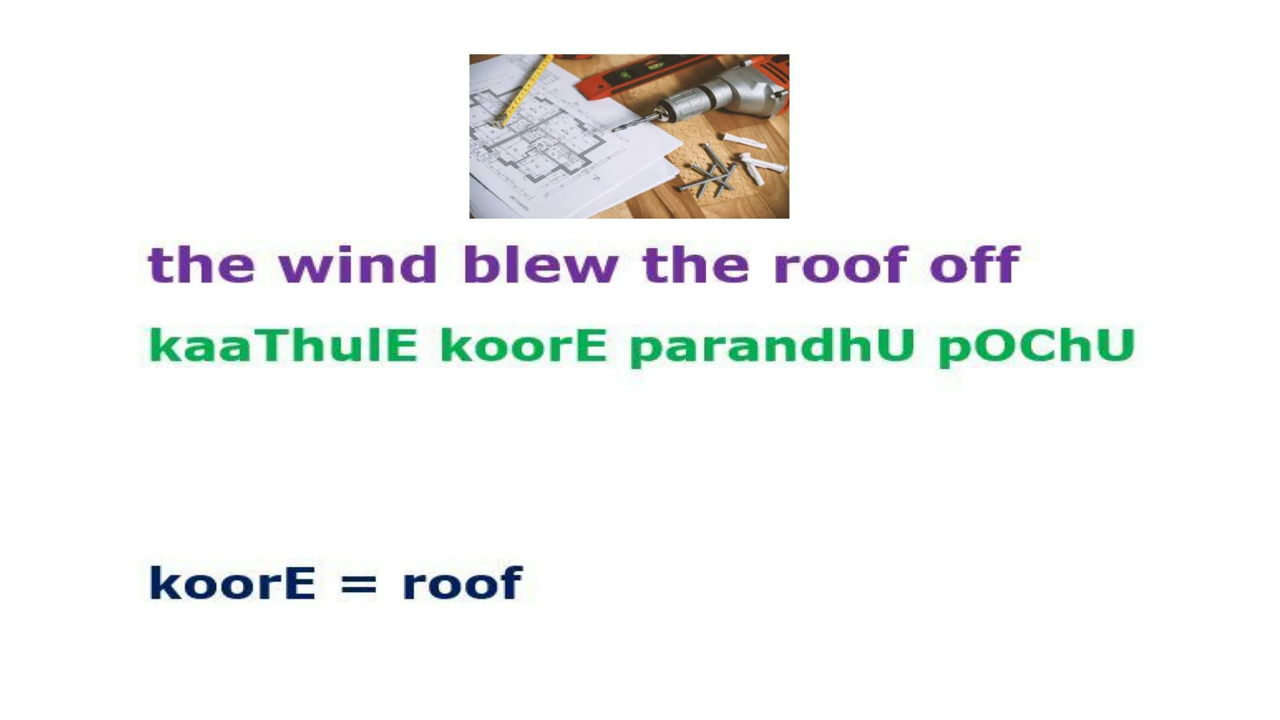 the wind blew the roof off
kaaThulE koorE parandhU pOChU
koorE = roof